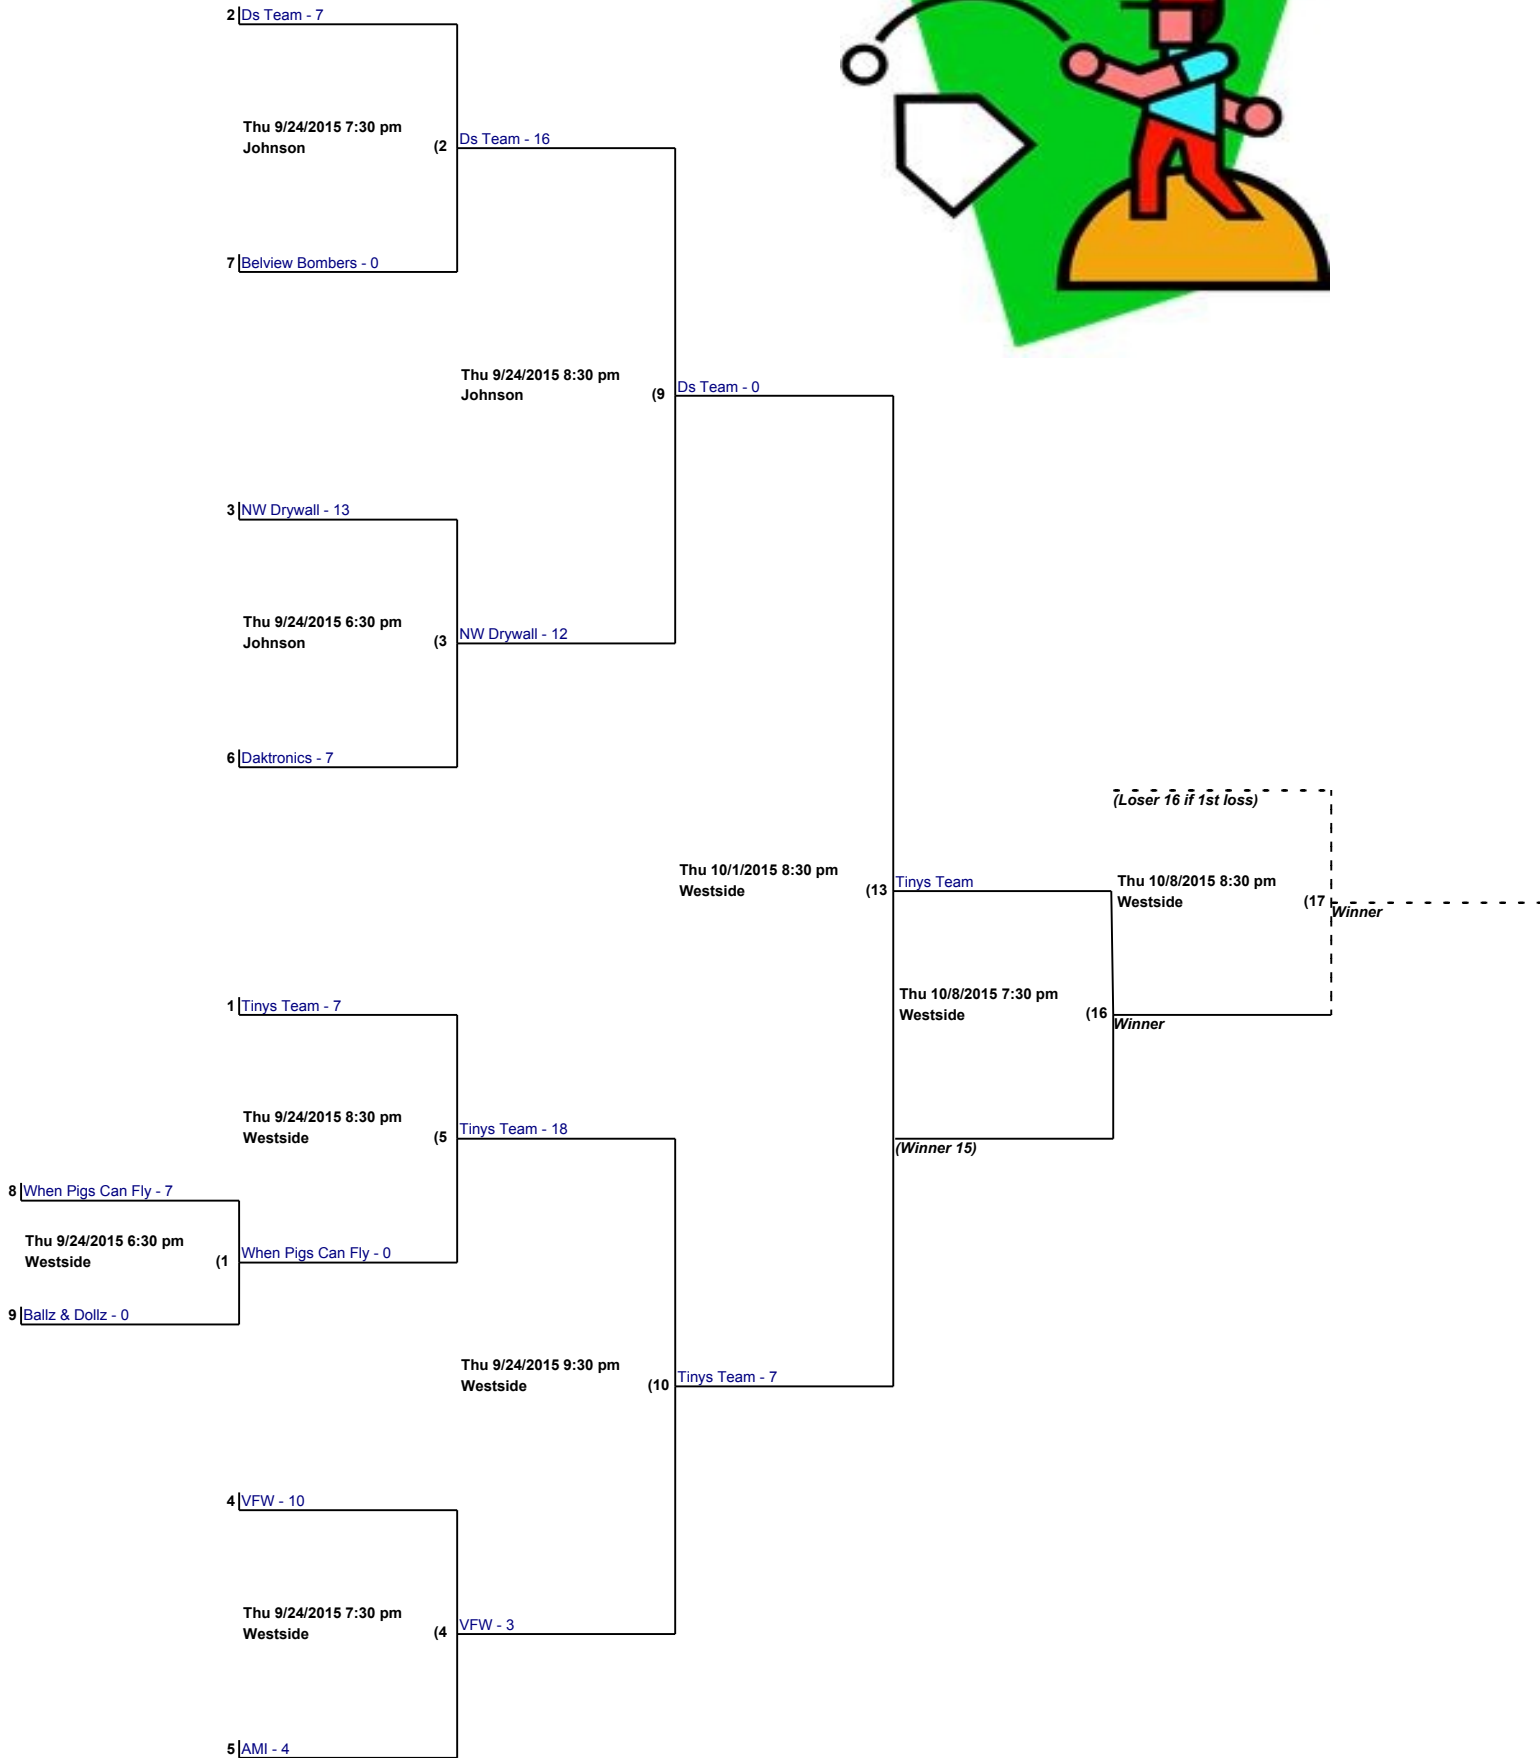 2 Ds Team - 7
Thu 9/24/2015 7:30 pm
Johnson
(2
Ds Team - 16
7 Belview Bombers - 0
Thu 9/24/2015 8:30 pm
Johnson
(9
Ds Team - 0
3 NW Drywall - 13
Thu 9/24/2015 6:30 pm
Johnson
(3
NW Drywall - 12
6 Daktronics - 7
(Loser 16 if 1st loss)
Thu 10/1/2015 8:30 pm
Westside
(13
Tinys Team
Thu 10/8/2015 8:30 pm
Westside
(17
Winner
1 Tinys Team - 7
Thu 10/8/2015 7:30 pm
Westside
(16
Winner
Thu 9/24/2015 8:30 pm
Westside
(5
Tinys Team - 18
(Winner 15)
8 When Pigs Can Fly - 7
Thu 9/24/2015 6:30 pm
Westside
(1
When Pigs Can Fly - 0
9 Ballz & Dollz - 0
Thu 9/24/2015 9:30 pm
Westside
(10
Tinys Team - 7
4 VFW - 10
Thu 9/24/2015 7:30 pm
Westside
(4
VFW - 3
5 AMI - 4